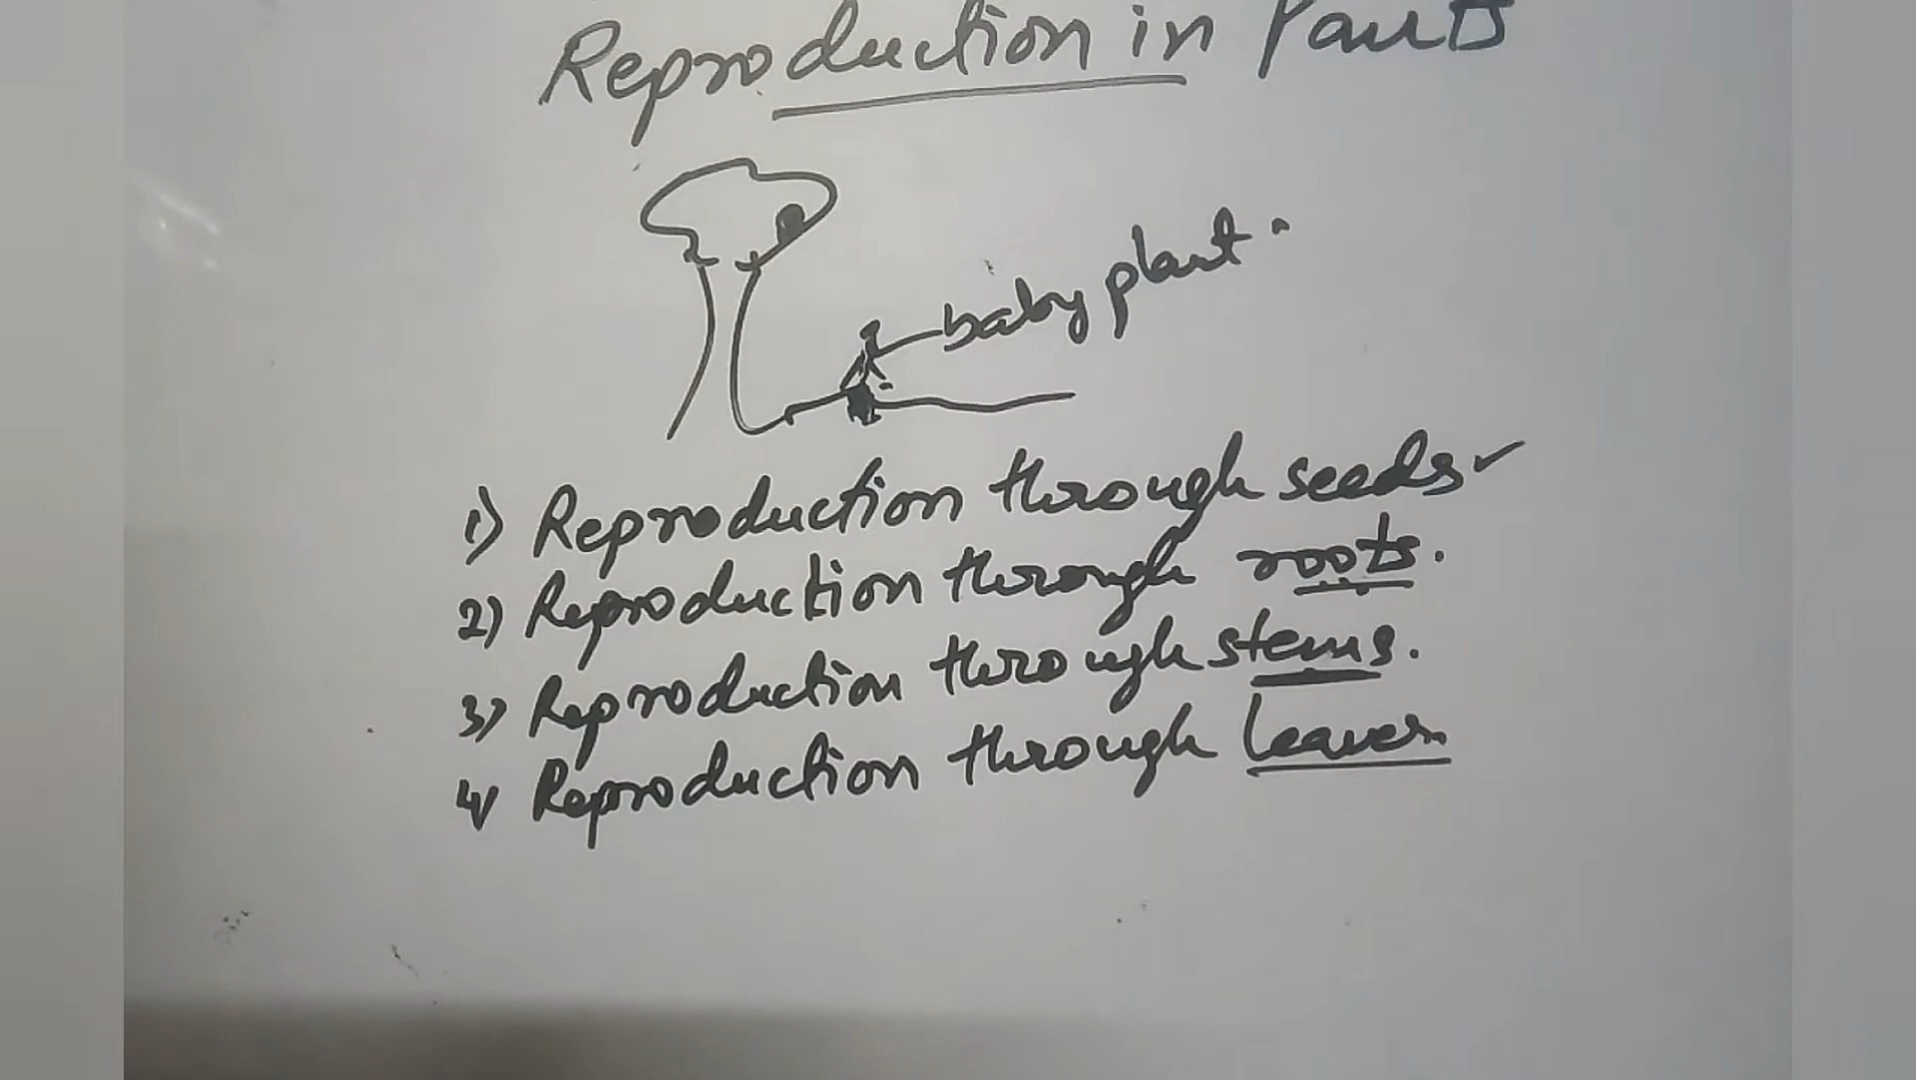 Reproduction in Pauts
baby plant.
1) Reproduction through seeds ✓
2) Reproduction through roots.
3) Reproduction through stems.
4) Reproduction through leaves.